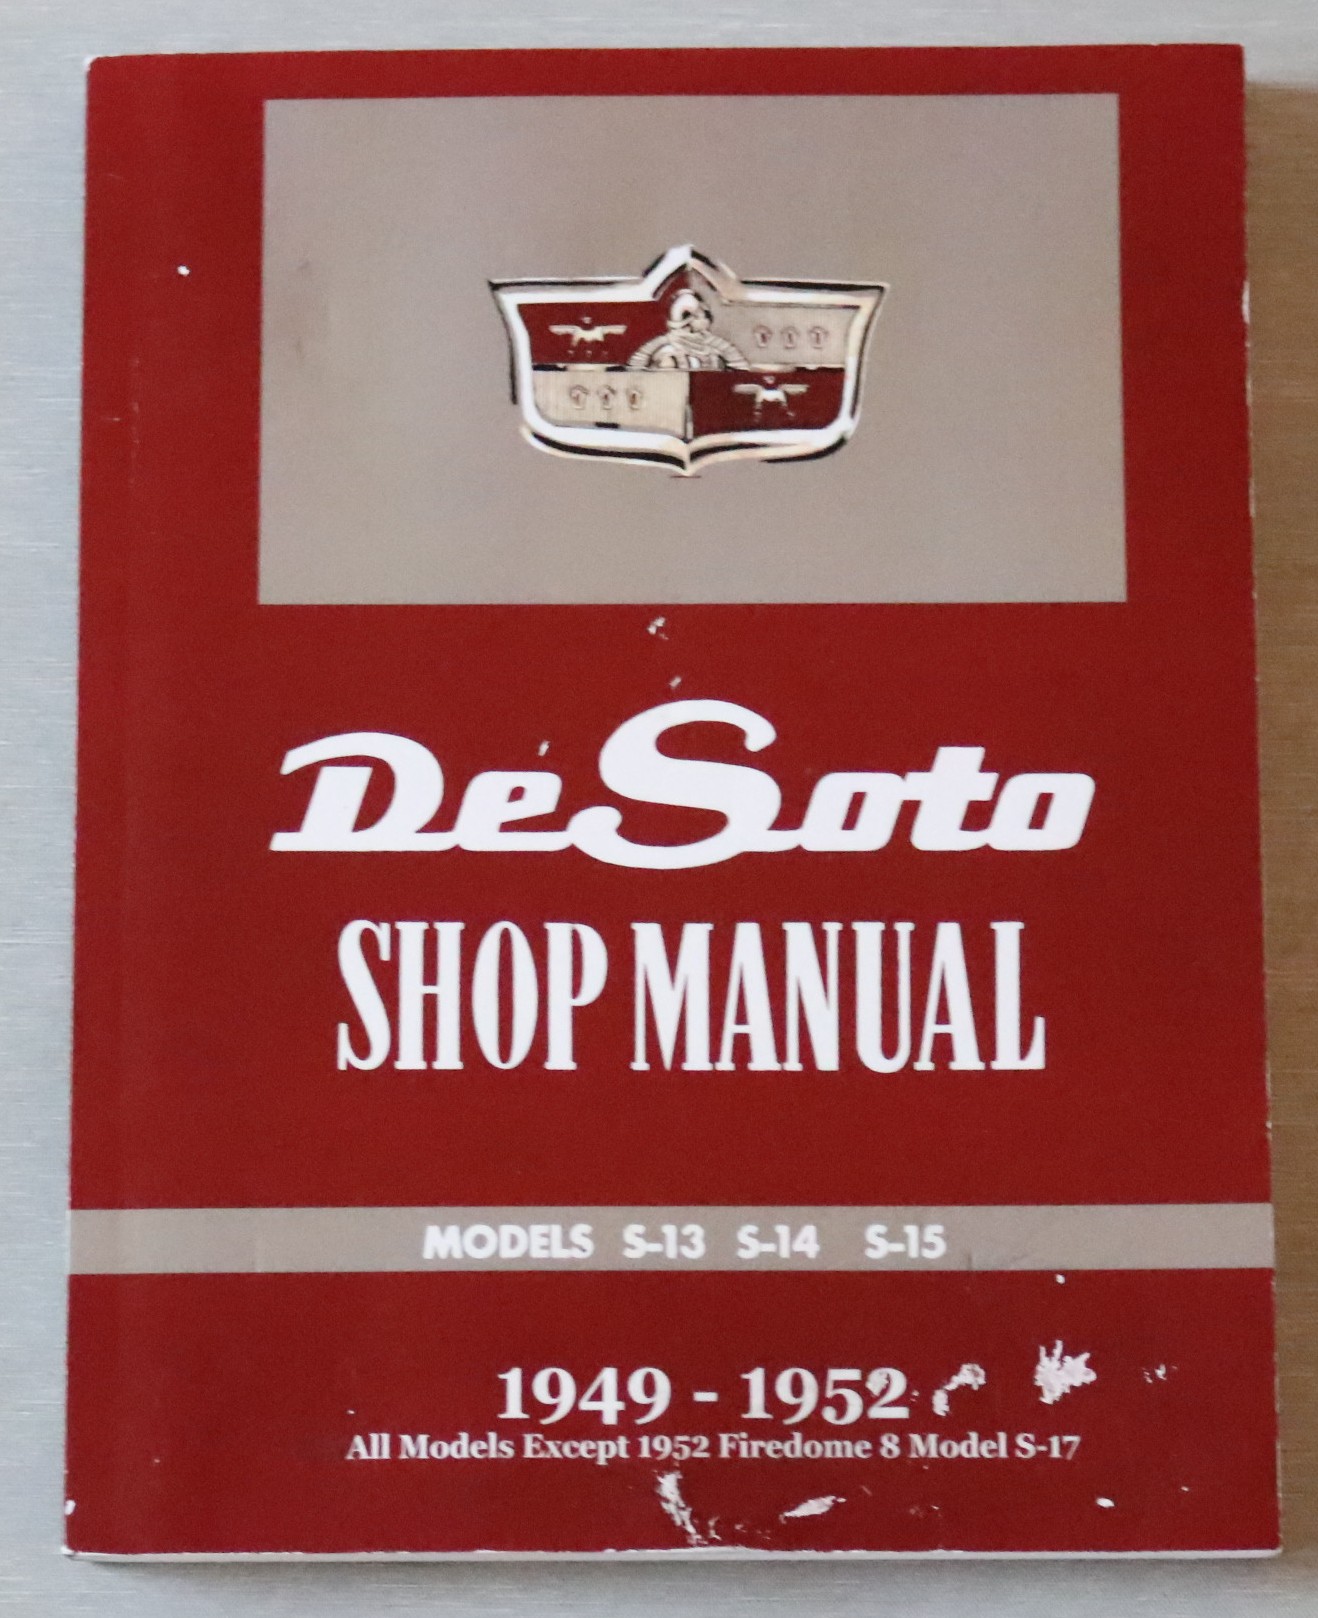 DeSoto
SHOP MANUAL
MODELS S-13 S-14 S-15
1949 - 1952
All Models Except 1952 Firedome 8 Model S-17